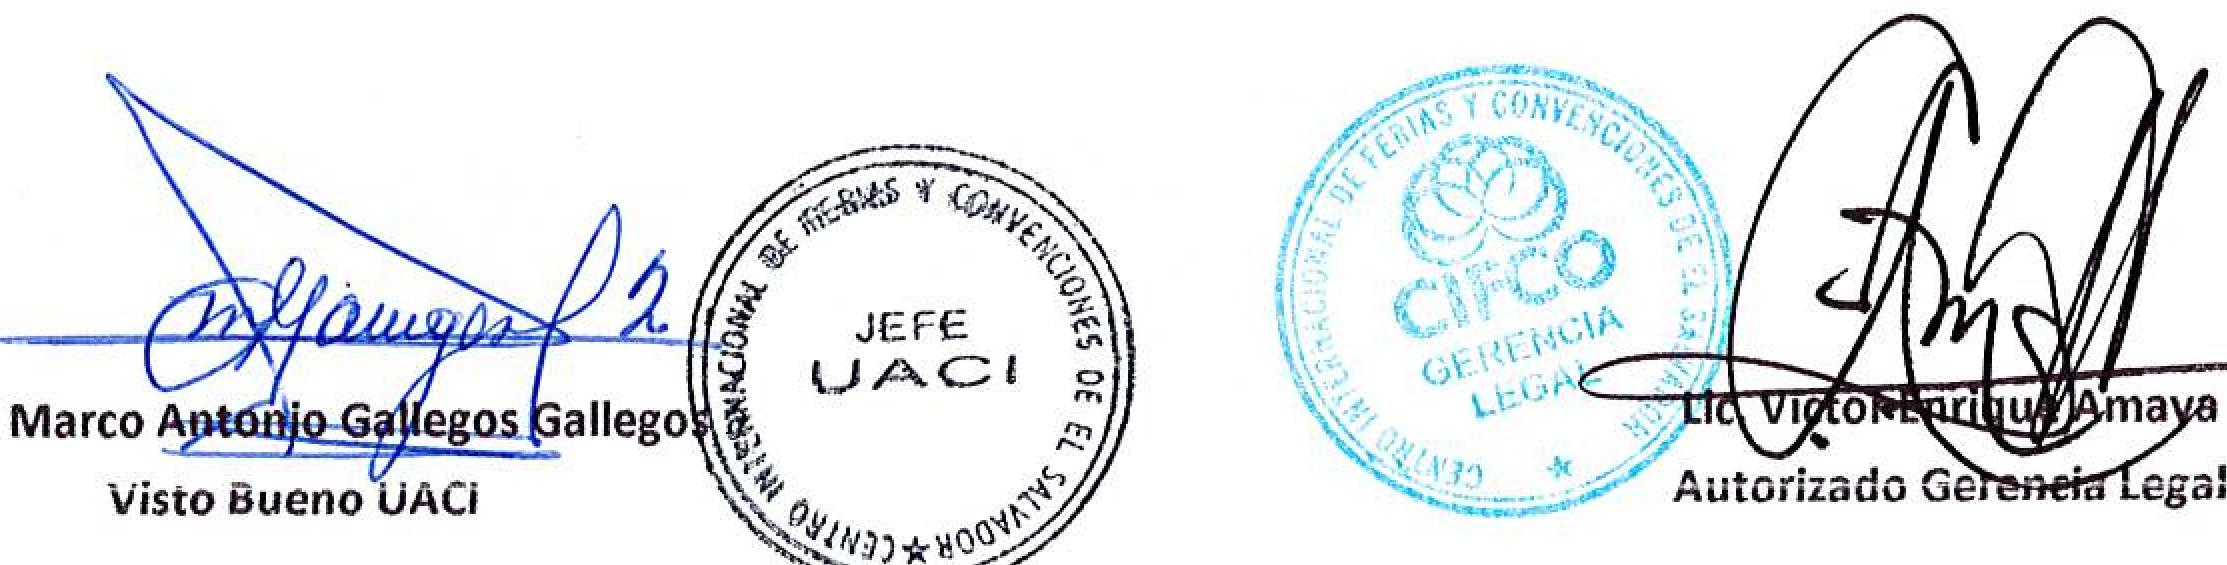 CENTRO INTERNACIONAL DE FERIAS Y CONVENCIONES DE EL SALVADOR
JEFE
UACI
Marco Antonio Gallegos Gallegos
Visto Bueno UACI
CENTRO INTERNACIONAL DE FERIAS Y CONVENCIONES DE EL SALVADOR
CIFCO
GERENCIA
LEGAL
Lic. Victor Enrique Amaya
Autorizado Gerencia Legal